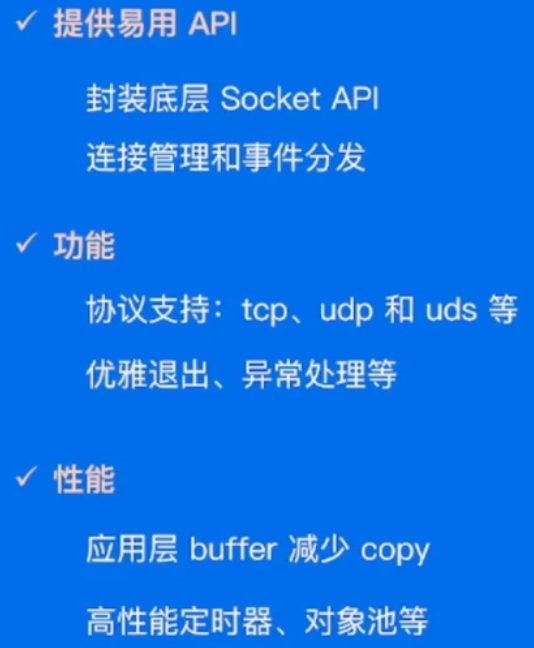 ✓ 提供易用 API
封装底层 Socket API
连接管理和事件分发
✓ 功能
协议支持：tcp、udp 和 uds 等
优雅退出、异常处理等
✓ 性能
应用层 buffer 减少 copy
高性能定时器、对象池等